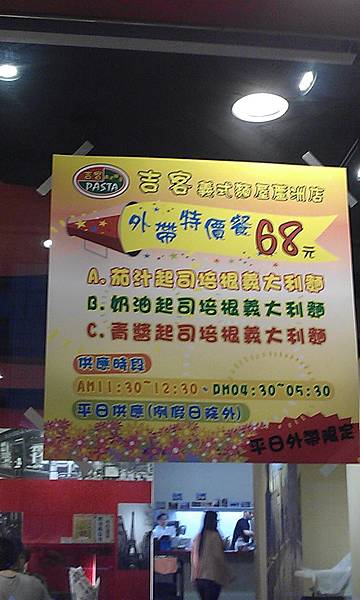 吉客
PASTA
吉客義式麵屋蘆洲店
外帶特價餐68元
A.茄汁起司培根義大利麵
B.奶油起司培根義大利麵
C.青醬起司培根義大利麵
供應時段
AM11:30~12:30、PM04:30~05:30
平日供應(例假日除外)
平日外帶限定